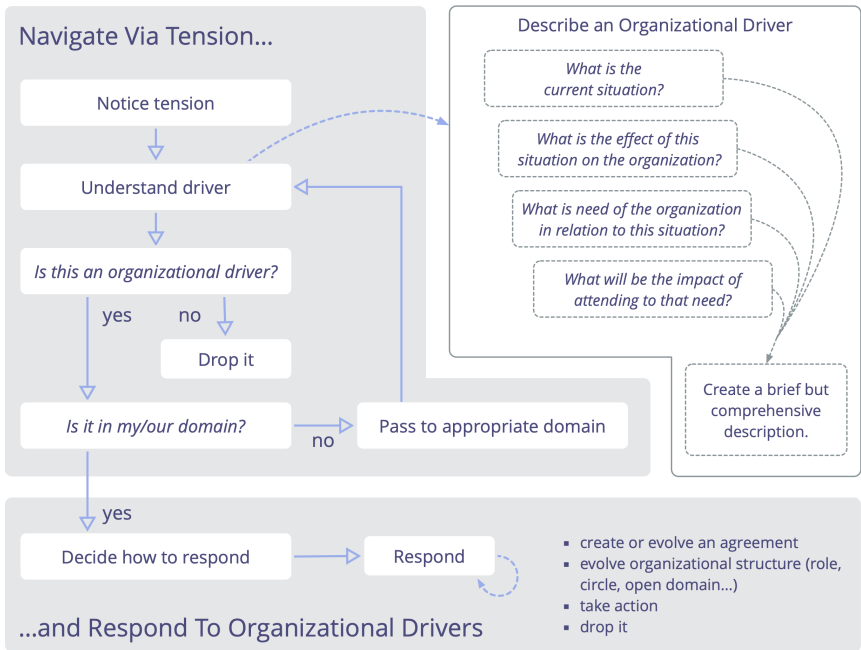 Navigate Via Tension...
Notice tension
Understand driver
Is this an organizational driver?
yes
no
Drop it
Is it in my/our domain?
no
Pass to appropriate domain
yes
Decide how to respond
Respond
...and Respond To Organizational Drivers
▪ create or evolve an agreement
▪ evolve organizational structure (role,
circle, open domain...)
▪ take action
▪ drop it
Describe an Organizational Driver
What is the
current situation?
What is the effect of this
situation on the organization?
What is need of the organization
in relation to this situation?
What will be the impact of
attending to that need?
Create a brief but
comprehensive
description.